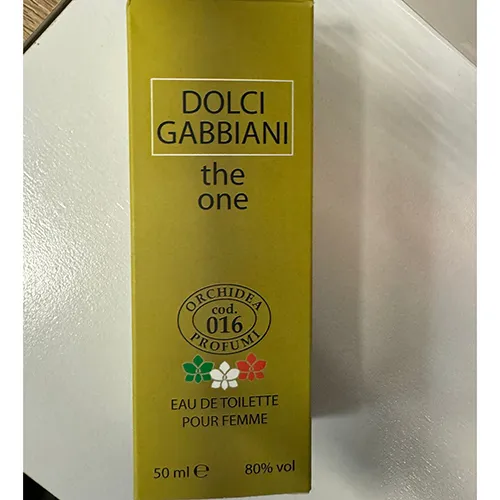 DOLCI
GABBIANI
the
one
ORCHIDEA
cod.
016
PROFUMI
EAU DE TOILETTE
POUR FEMME
50 ml ℮ 80% vol